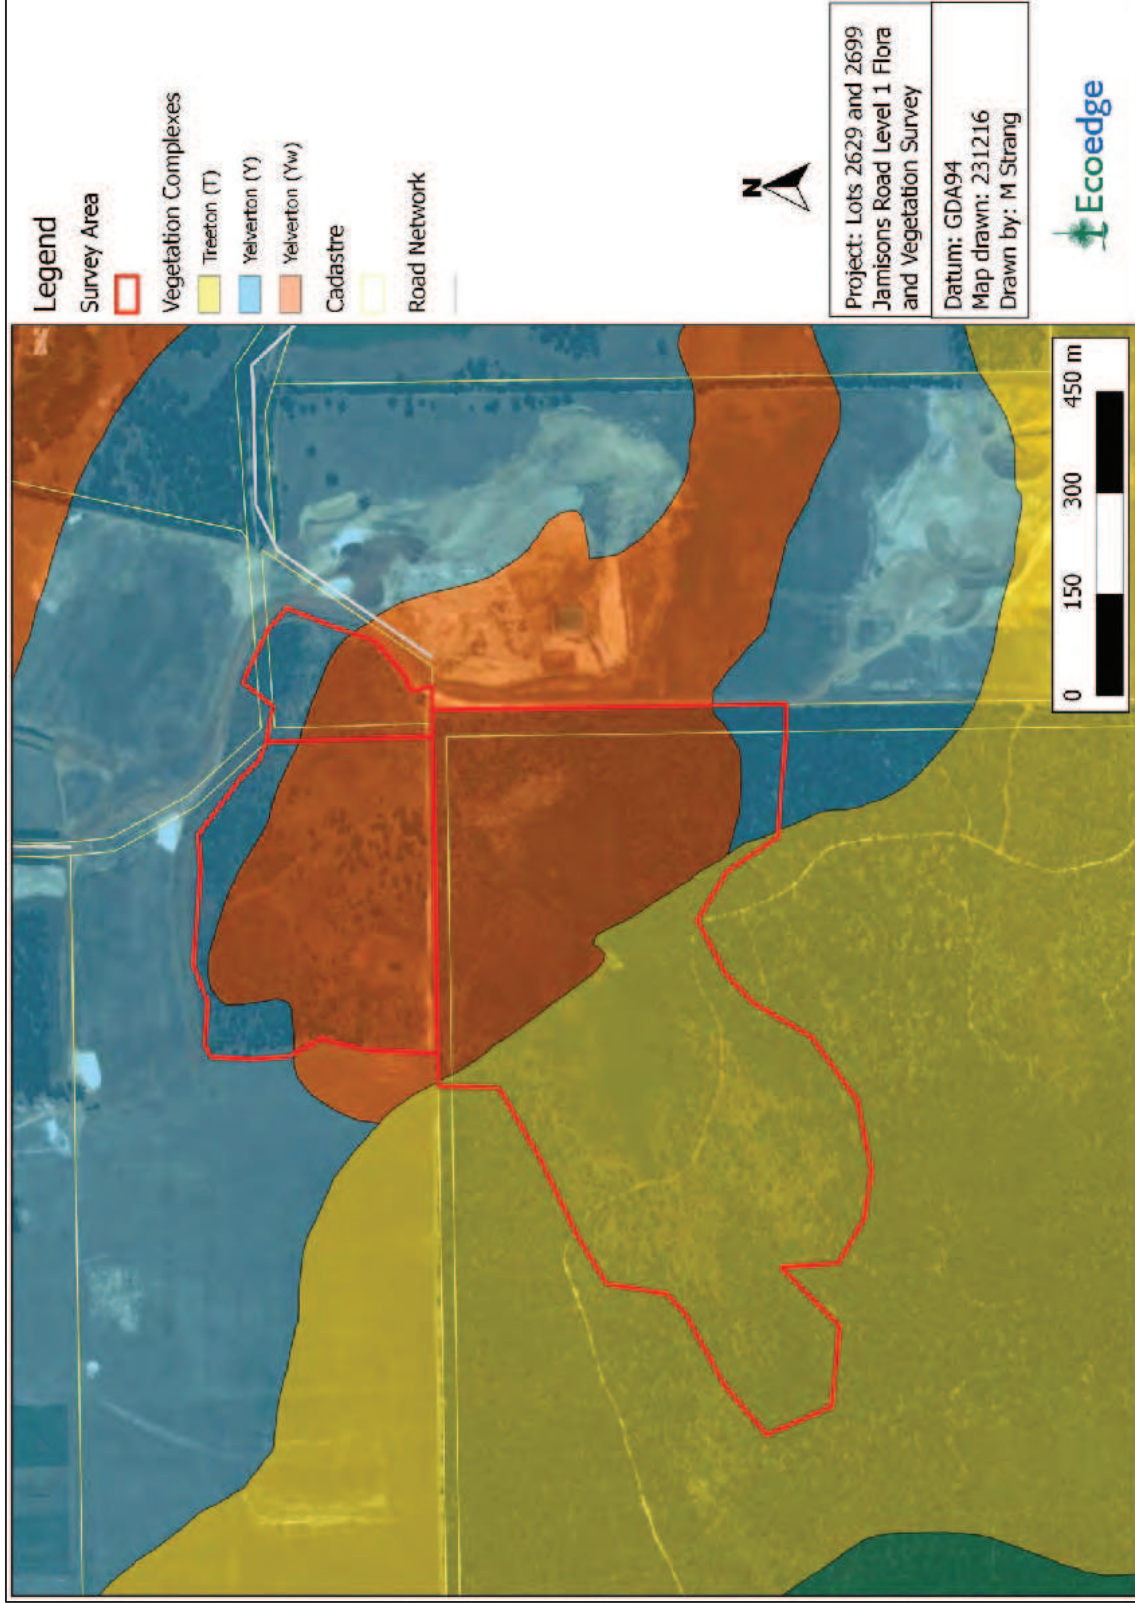 Legend
Survey Area
Vegetation Complexes
Treeton (T)
Yelverton (Y)
Yelverton (Yw)
Cadastre
Road Network
N
Project: Lots 2629 and 2699
Jamisons Road Level 1 Flora
and Vegetation Survey
Datum: GDA94
Map drawn: 231216
Drawn by: M Strang
Ecoedge
0 150 300 450 m